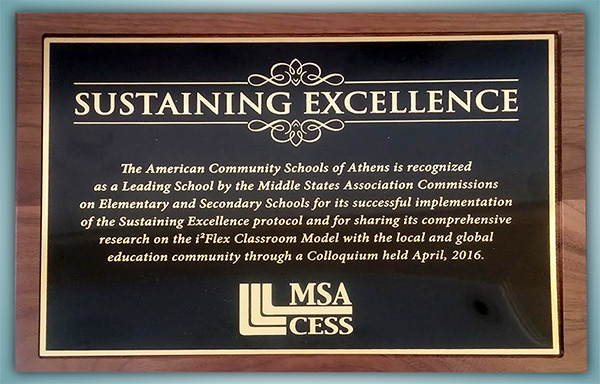 SUSTAINING EXCELLENCE
The American Community Schools of Athens is recognized
as a Leading School by the Middle States Association Commissions
on Elementary and Secondary Schools for its successful implementation
of the Sustaining Excellence protocol and for sharing its comprehensive
research on the i²Flex Classroom Model with the local and global
education community through a Colloquium held April, 2016.
MSA
CESS